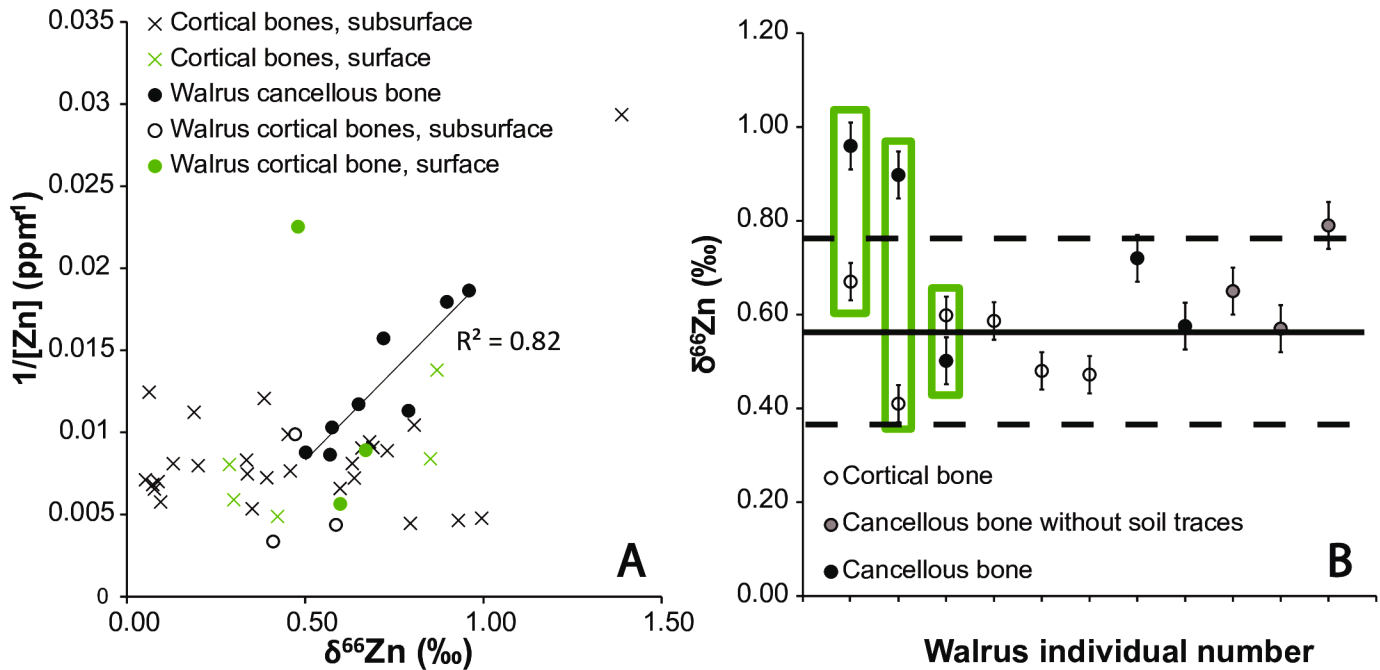 0.035
0.03
0.025
0.02
0.015
0.01
0.005
0
1/[Zn] (ppm⁻¹)
Cortical bones, subsurface
Cortical bones, surface
Walrus cancellous bone
Walrus cortical bones, subsurface
Walrus cortical bone, surface
R² = 0.82
A
0.00 0.50 1.00 1.50
δ⁶⁶Zn (‰)
1.20
1.00
0.80
0.60
0.40
0.20
0.00
δ⁶⁶Zn (‰)
Cortical bone
Cancellous bone without soil traces
Cancellous bone
B
Walrus individual number